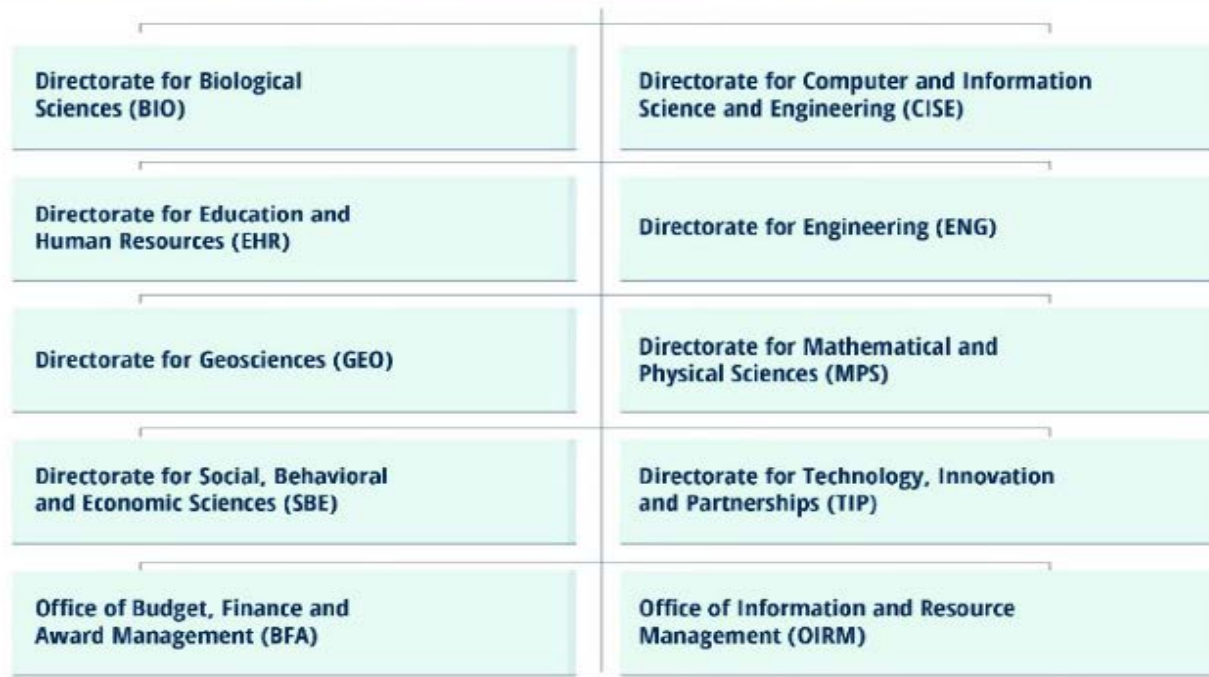 Directorate for Biological
Sciences (BIO)
Directorate for Computer and Information
Science and Engineering (CISE)
Directorate for Education and
Human Resources (EHR)
Directorate for Engineering (ENG)
Directorate for Geosciences (GEO)
Directorate for Mathematical and
Physical Sciences (MPS)
Directorate for Social, Behavioral
and Economic Sciences (SBE)
Directorate for Technology, Innovation
and Partnerships (TIP)
Office of Budget, Finance and
Award Management (BFA)
Office of Information and Resource
Management (OIRM)